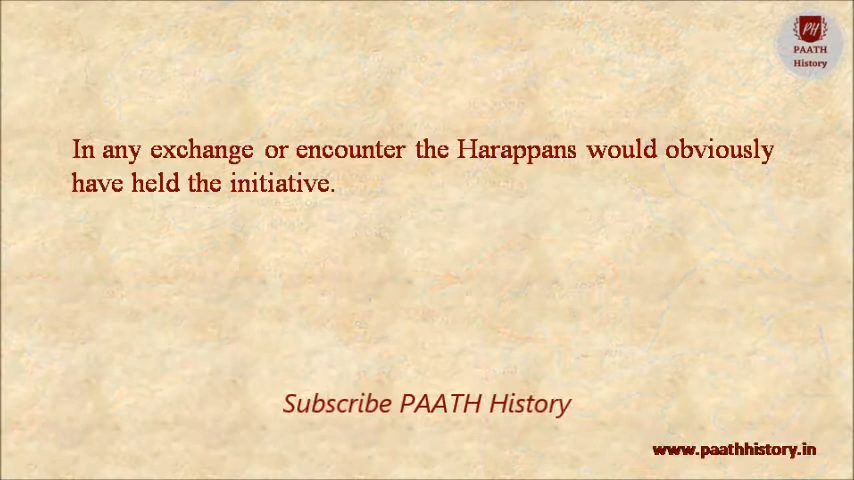 PH
PAATH
History
In any exchange or encounter the Harappans would obviously
have held the initiative.
Subscribe PAATH History
www.paathhistory.in